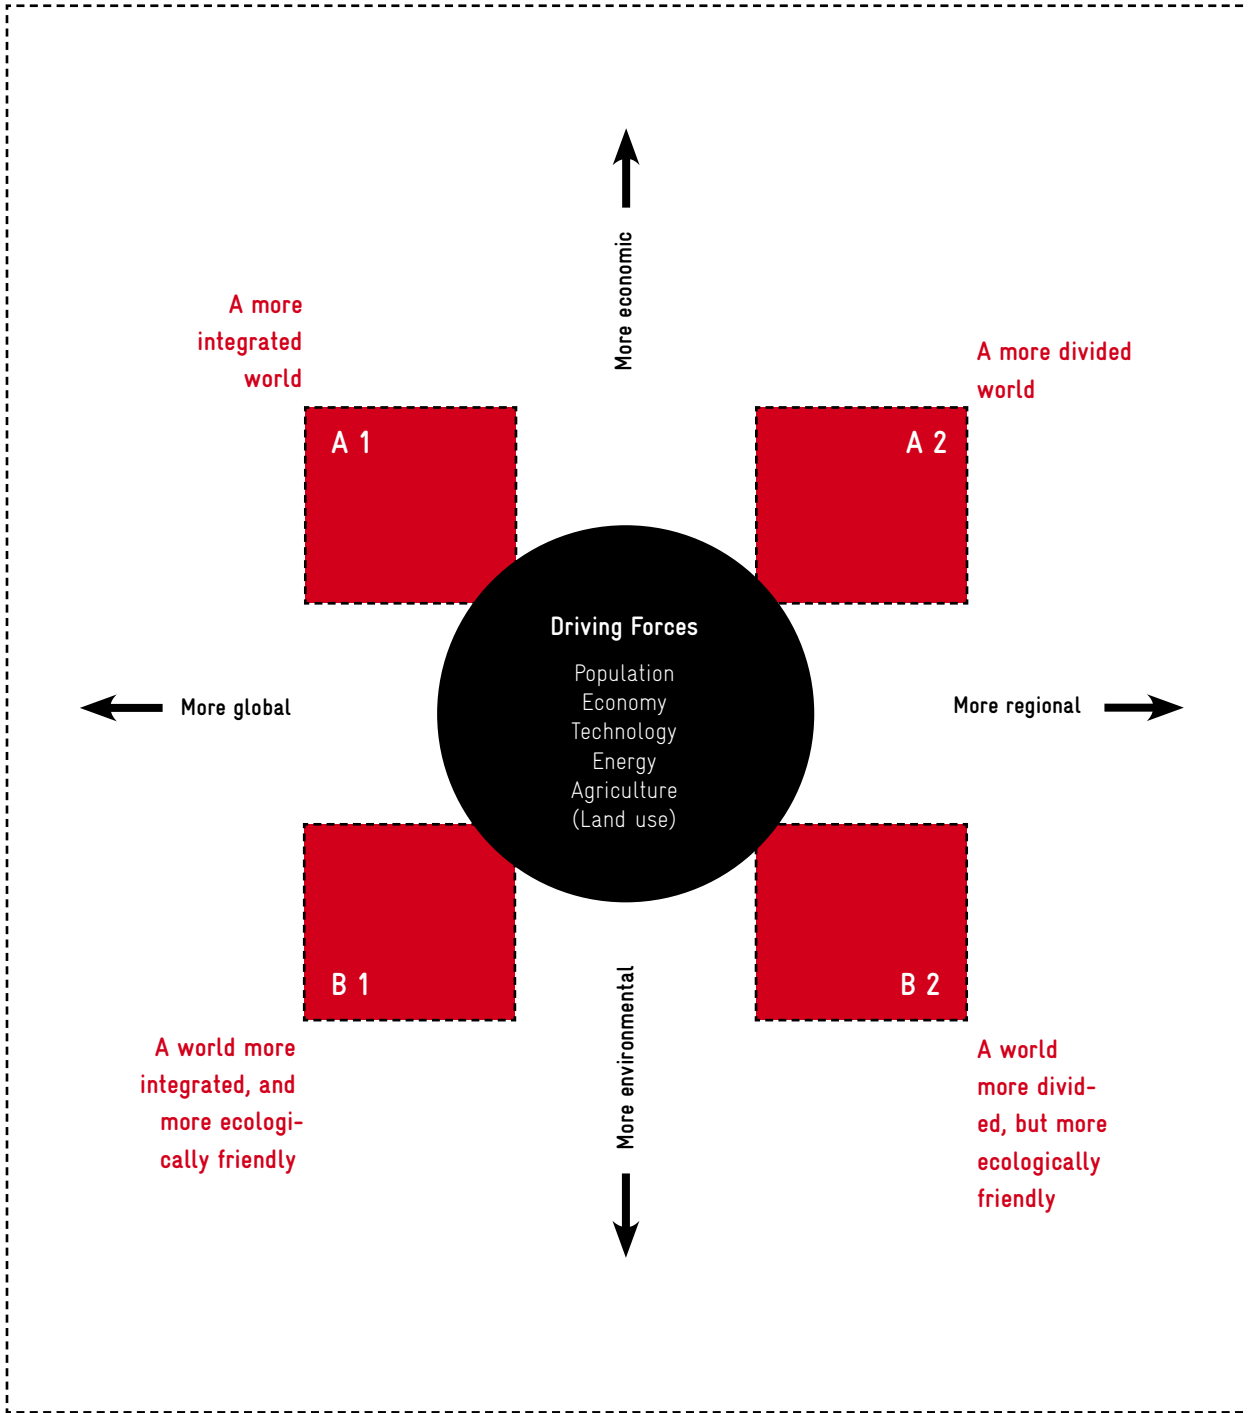 More economic
A more
integrated
world
A more divided
world
A 1
A 2
Driving Forces
Population
Economy
Technology
Energy
Agriculture
(Land use)
More global
More regional
B 1
B 2
More environmental
A world more
integrated, and
more ecologi-
cally friendly
A world
more divid-
ed, but more
ecologically
friendly